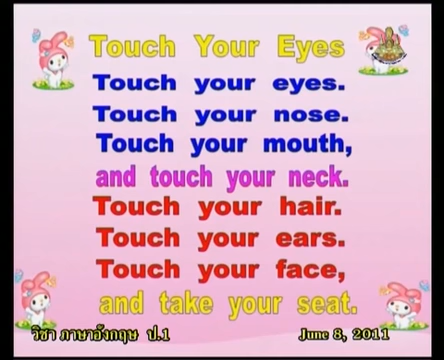 Touch Your Eyes
Touch your eyes.
Touch your nose.
Touch your mouth,
and touch your neck.
Touch your hair.
Touch your ears.
Touch your face,
and take your seat.
วิชา ภาษาอังกฤษ ป.1
June 8, 2011